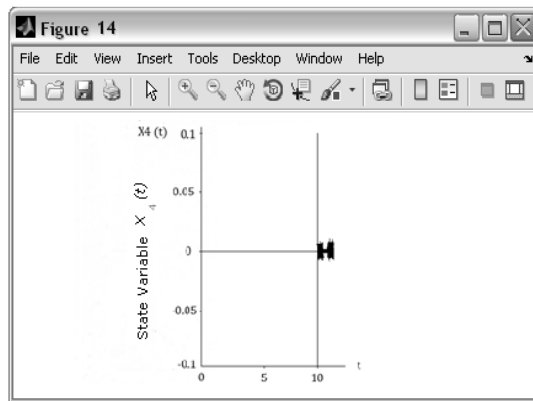 Figure 14
File Edit View Insert Tools Desktop Window Help
X4 (t)
0.1
0.05
0
-0.05
-0.1
State Variable X 4 (t)
0 5 10
t